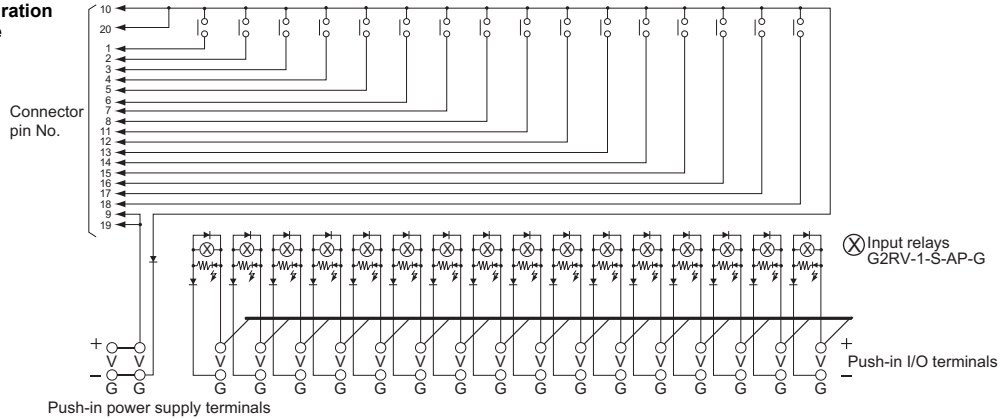 ration
e
10
20
1
2
3
4
5
6
7
8
11
12
13
14
15
16
17
18
9
19
Connector
pin No.
Input relays
G2RV-1-S-AP-G
+ V V
− G G
V V V V V V V V V V V V V V V V +
G G G G G G G G G G G G G G G G −
Push-in I/O terminals
Push-in power supply terminals